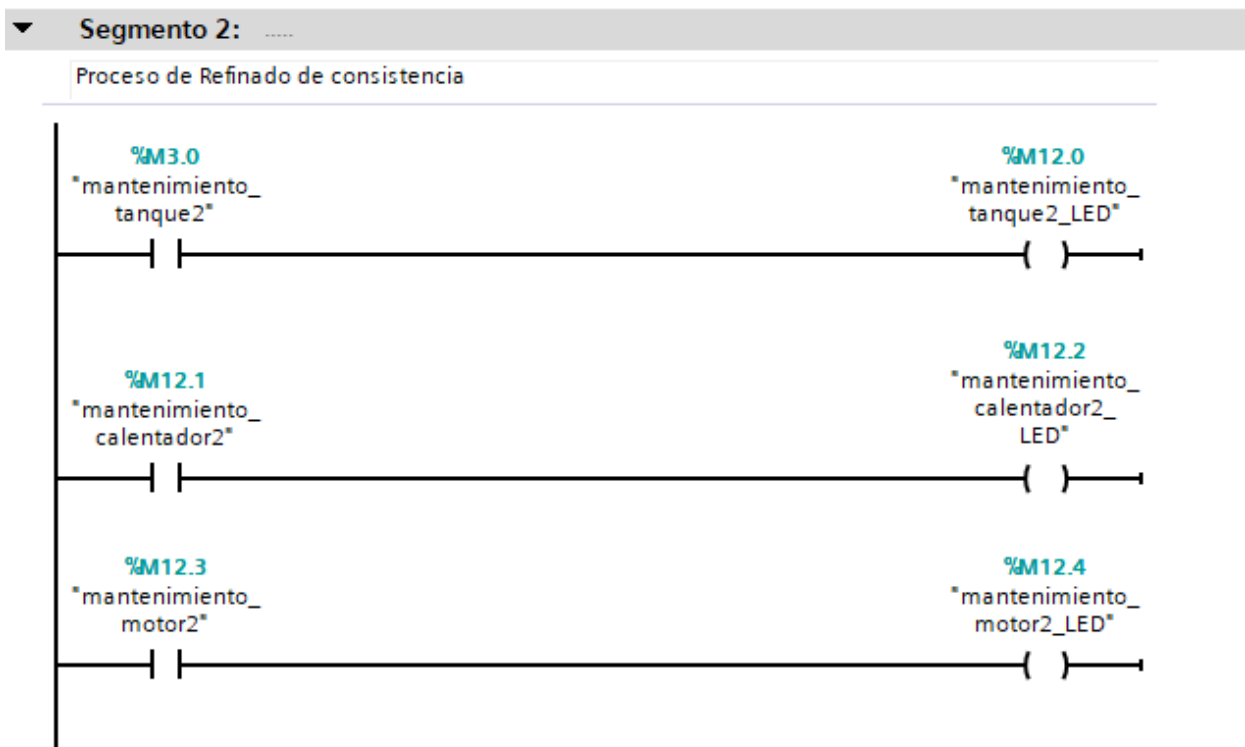 Segmento 2: .....
Proceso de Refinado de consistencia
%M3.0
"mantenimiento_
tanque2"
%M12.0
"mantenimiento_
tanque2_LED"
%M12.1
"mantenimiento_
calentador2"
%M12.2
"mantenimiento_
calentador2_
LED"
%M12.3
"mantenimiento_
motor2"
%M12.4
"mantenimiento_
motor2_LED"